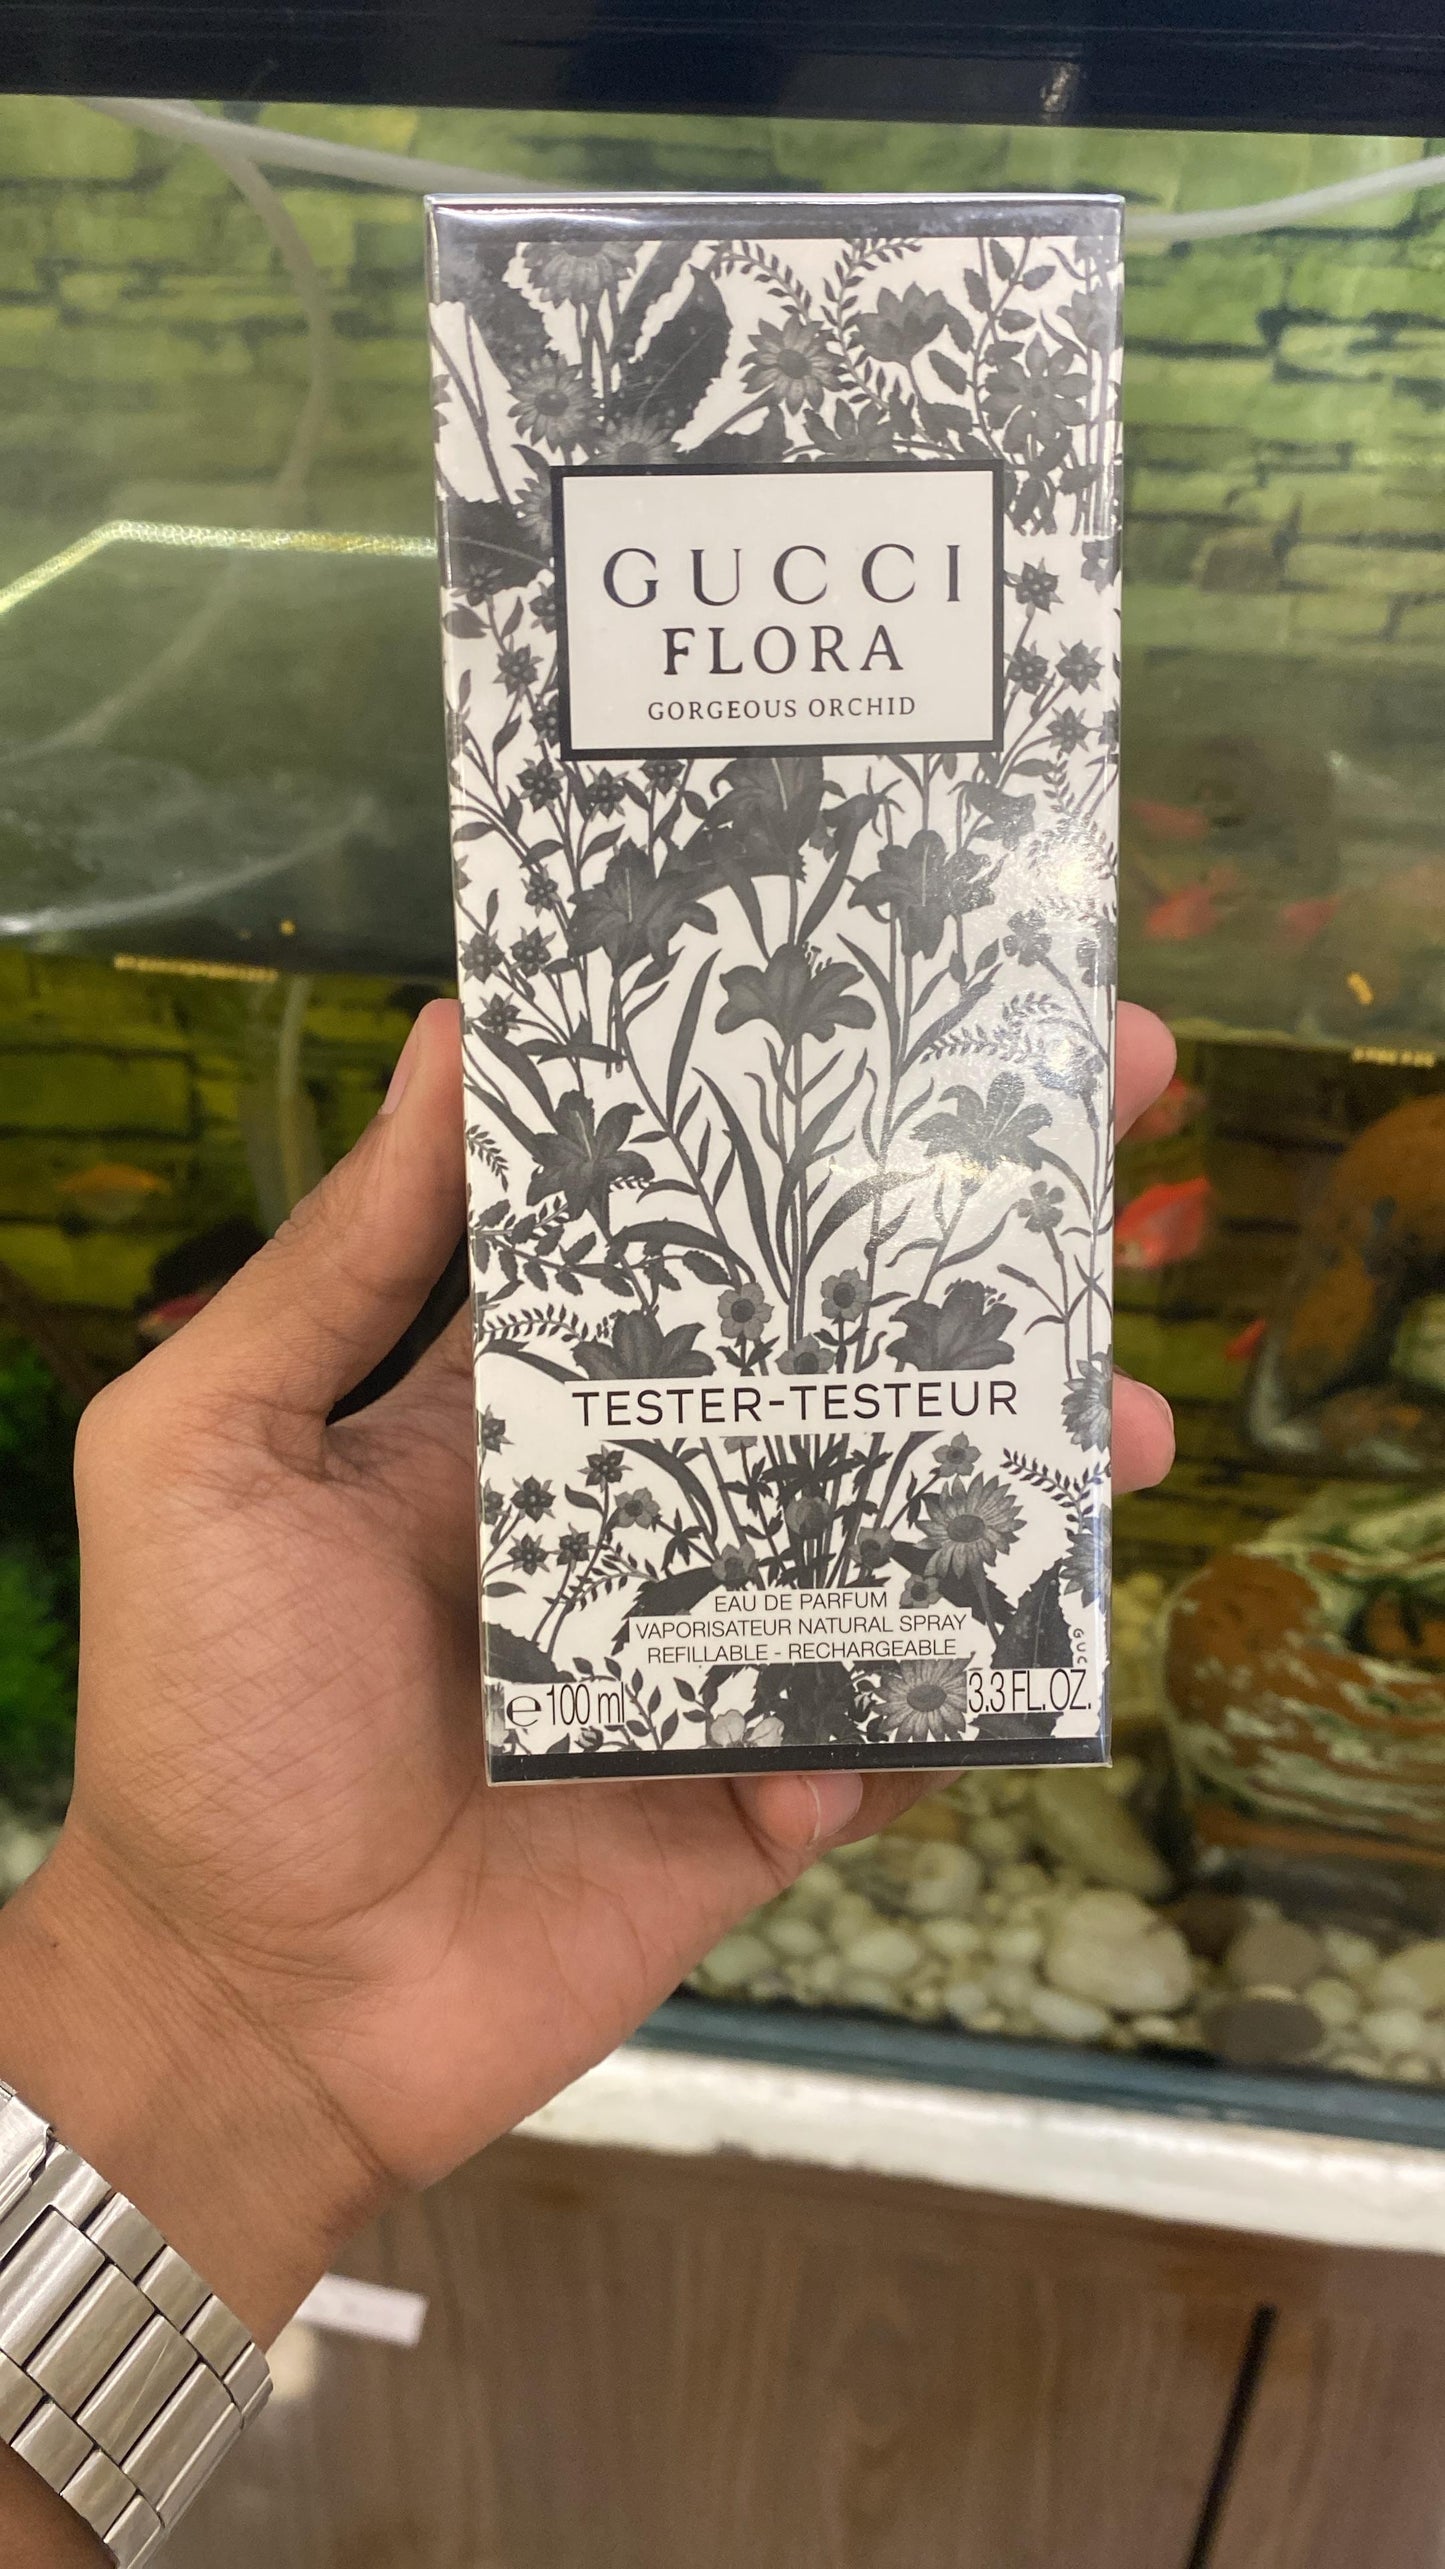 GUCCI
FLORA
GORGEOUS ORCHID
TESTER-TESTEUR
EAU DE PARFUM
VAPORISATEUR NATURAL SPRAY
REFILLABLE - RECHARGEABLE
℮100 ml
3.3 FL. OZ.